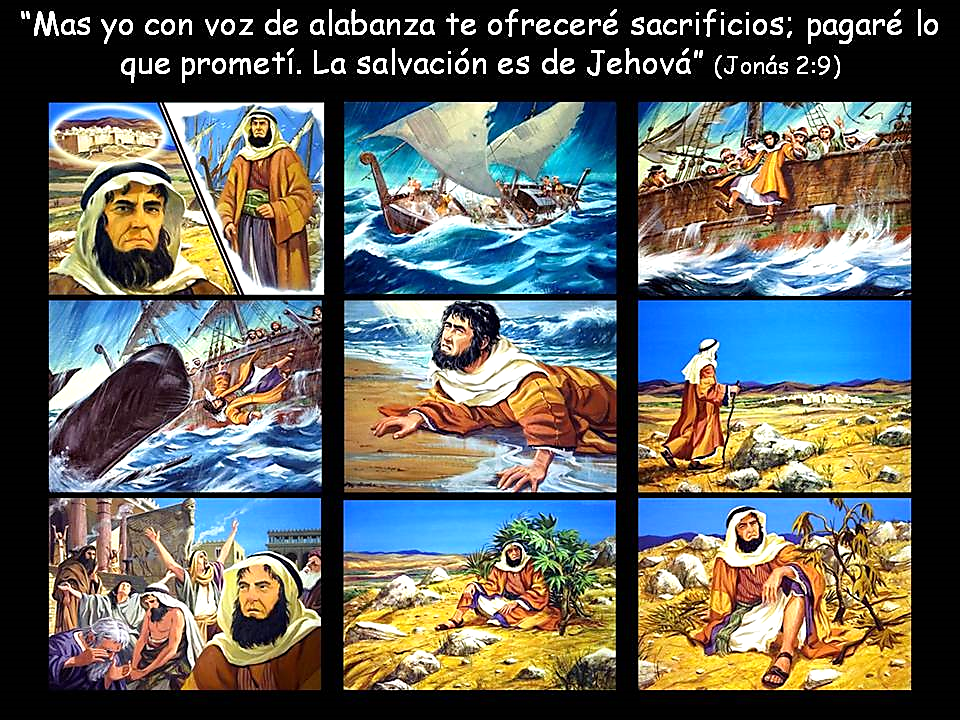 “Mas yo con voz de alabanza te ofreceré sacrificios; pagaré lo
que prometí. La salvación es de Jehová” (Jonás 2:9)